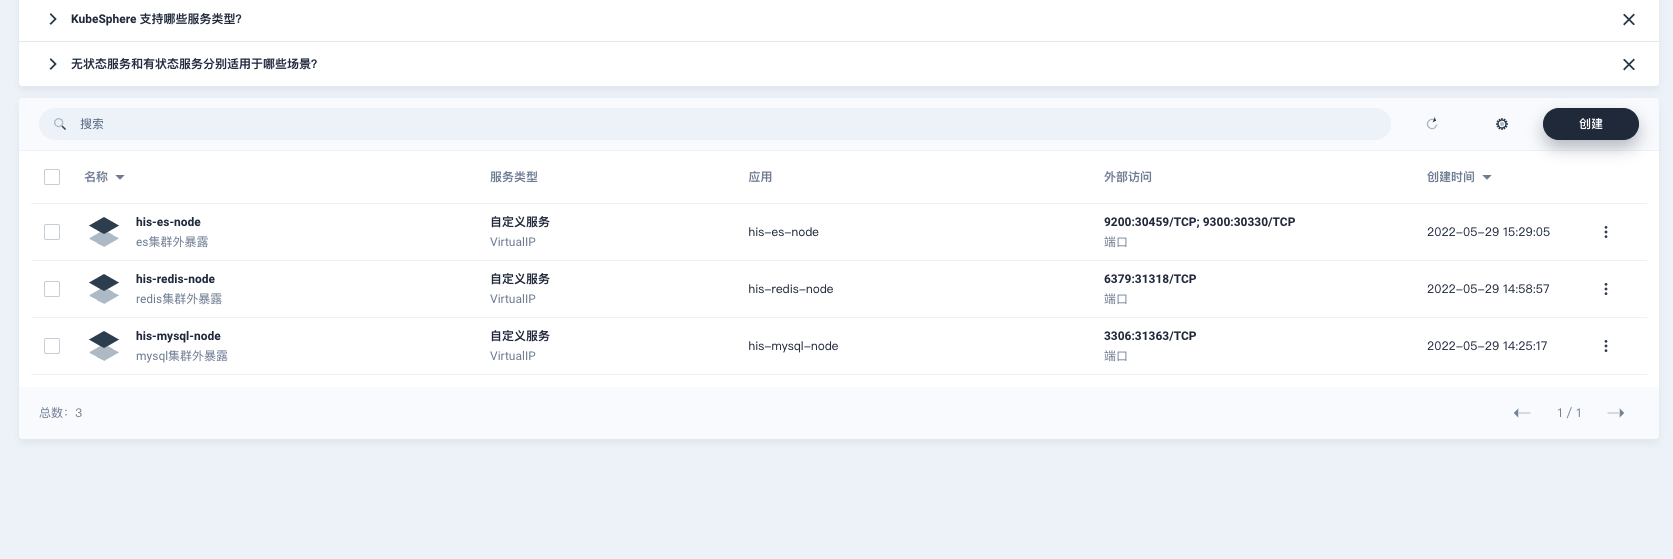 KubeSphere 支持哪些服务类型?
无状态服务和有状态服务分别适用于哪些场景?
搜索
创建
名称 服务类型 应用 外部访问 创建时间
his-es-node 自定义服务 9200:30459/TCP; 9300:30330/TCP
his-es-node 2022-05-29 15:29:05
es集群外暴露 VirtualIP 端口
his-redis-node 自定义服务 6379:31318/TCP
his-redis-node 2022-05-29 14:58:57
redis集群外暴露 VirtualIP 端口
his-mysql-node 自定义服务 3306:31363/TCP
his-mysql-node 2022-05-29 14:25:17
mysql集群外暴露 VirtualIP 端口
总数：3 1 / 1